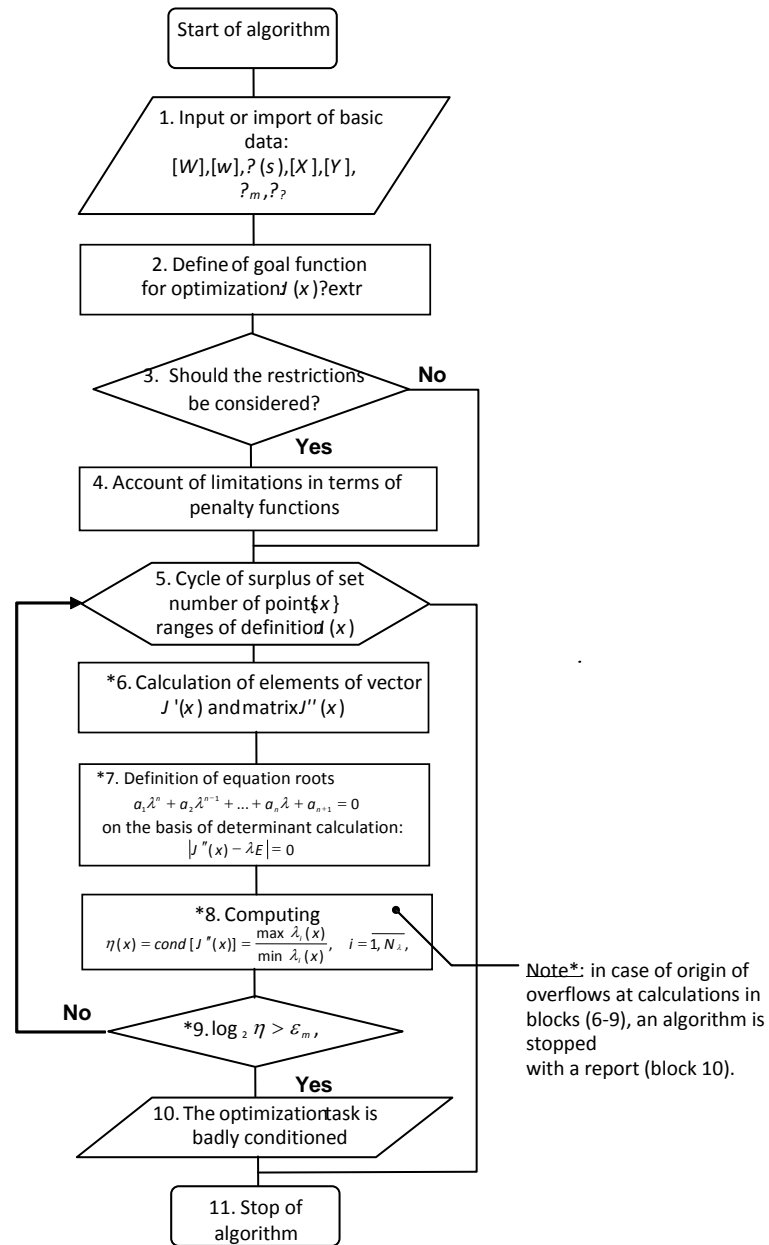 Start of algorithm
1. Input or import of basic
data:
[W],[w],?(s),[X],[Y],
?m,??
2. Define of goal function
for optimization J(x)?extr
3. Should the restrictions
be considered?
No
Yes
4. Account of limitations in terms of
penalty functions
5. Cycle of surplus of set
number of points {x}
ranges of definition J(x)
*6. Calculation of elements of vector
J'(x) and matrix J''(x)
*7. Definition of equation roots
a₁λⁿ + a₂λⁿ⁻¹ + ... + aₙλ + aₙ₊₁ = 0
on the basis of determinant calculation:
|J″(x) − λE| = 0
*8. Computing
η(x) = cond [J″(x)] = max λᵢ(x) / min λᵢ(x), i = 1, N_λ,
Note*: in case of origin of
overflows at calculations in
blocks (6-9), an algorithm is
stopped
with a report (block 10).
No
*9. log₂ η > εₘ,
Yes
10. The optimization task is
badly conditioned
11. Stop of
algorithm